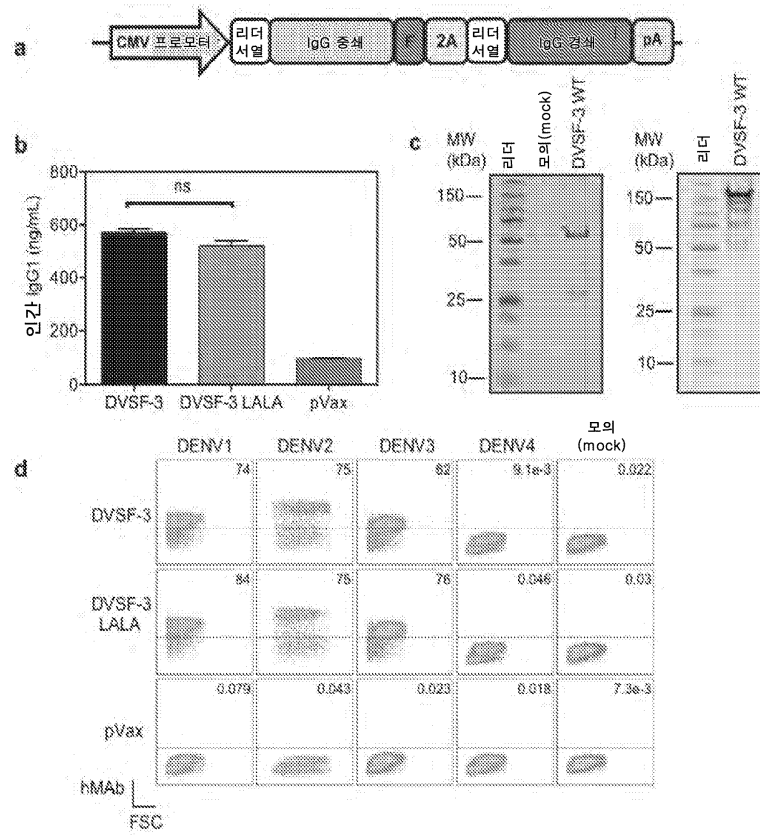 a
CMV 프로모터
리더 서열
IgG 중쇄
F
2A
리더 서열
IgG 경쇄
pA
b
인간 IgG1 (ng/mL)
800
600
400
200
0
ns
DVSF-3
DVSF-3 LALA
pVax
c
MW (kDa)
리더
모의(mock)
DVSF-3 WT
150
50
25
10
MW (kDa)
리더
DVSF-3 WT
150
50
25
10
d
DENV1
DENV2
DENV3
DENV4
모의 (mock)
DVSF-3
74
75
62
9.1e-3
0.022
DVSF-3 LALA
84
75
76
0.046
0.03
pVax
0.079
0.043
0.023
0.018
7.3e-3
hMAb
FSC